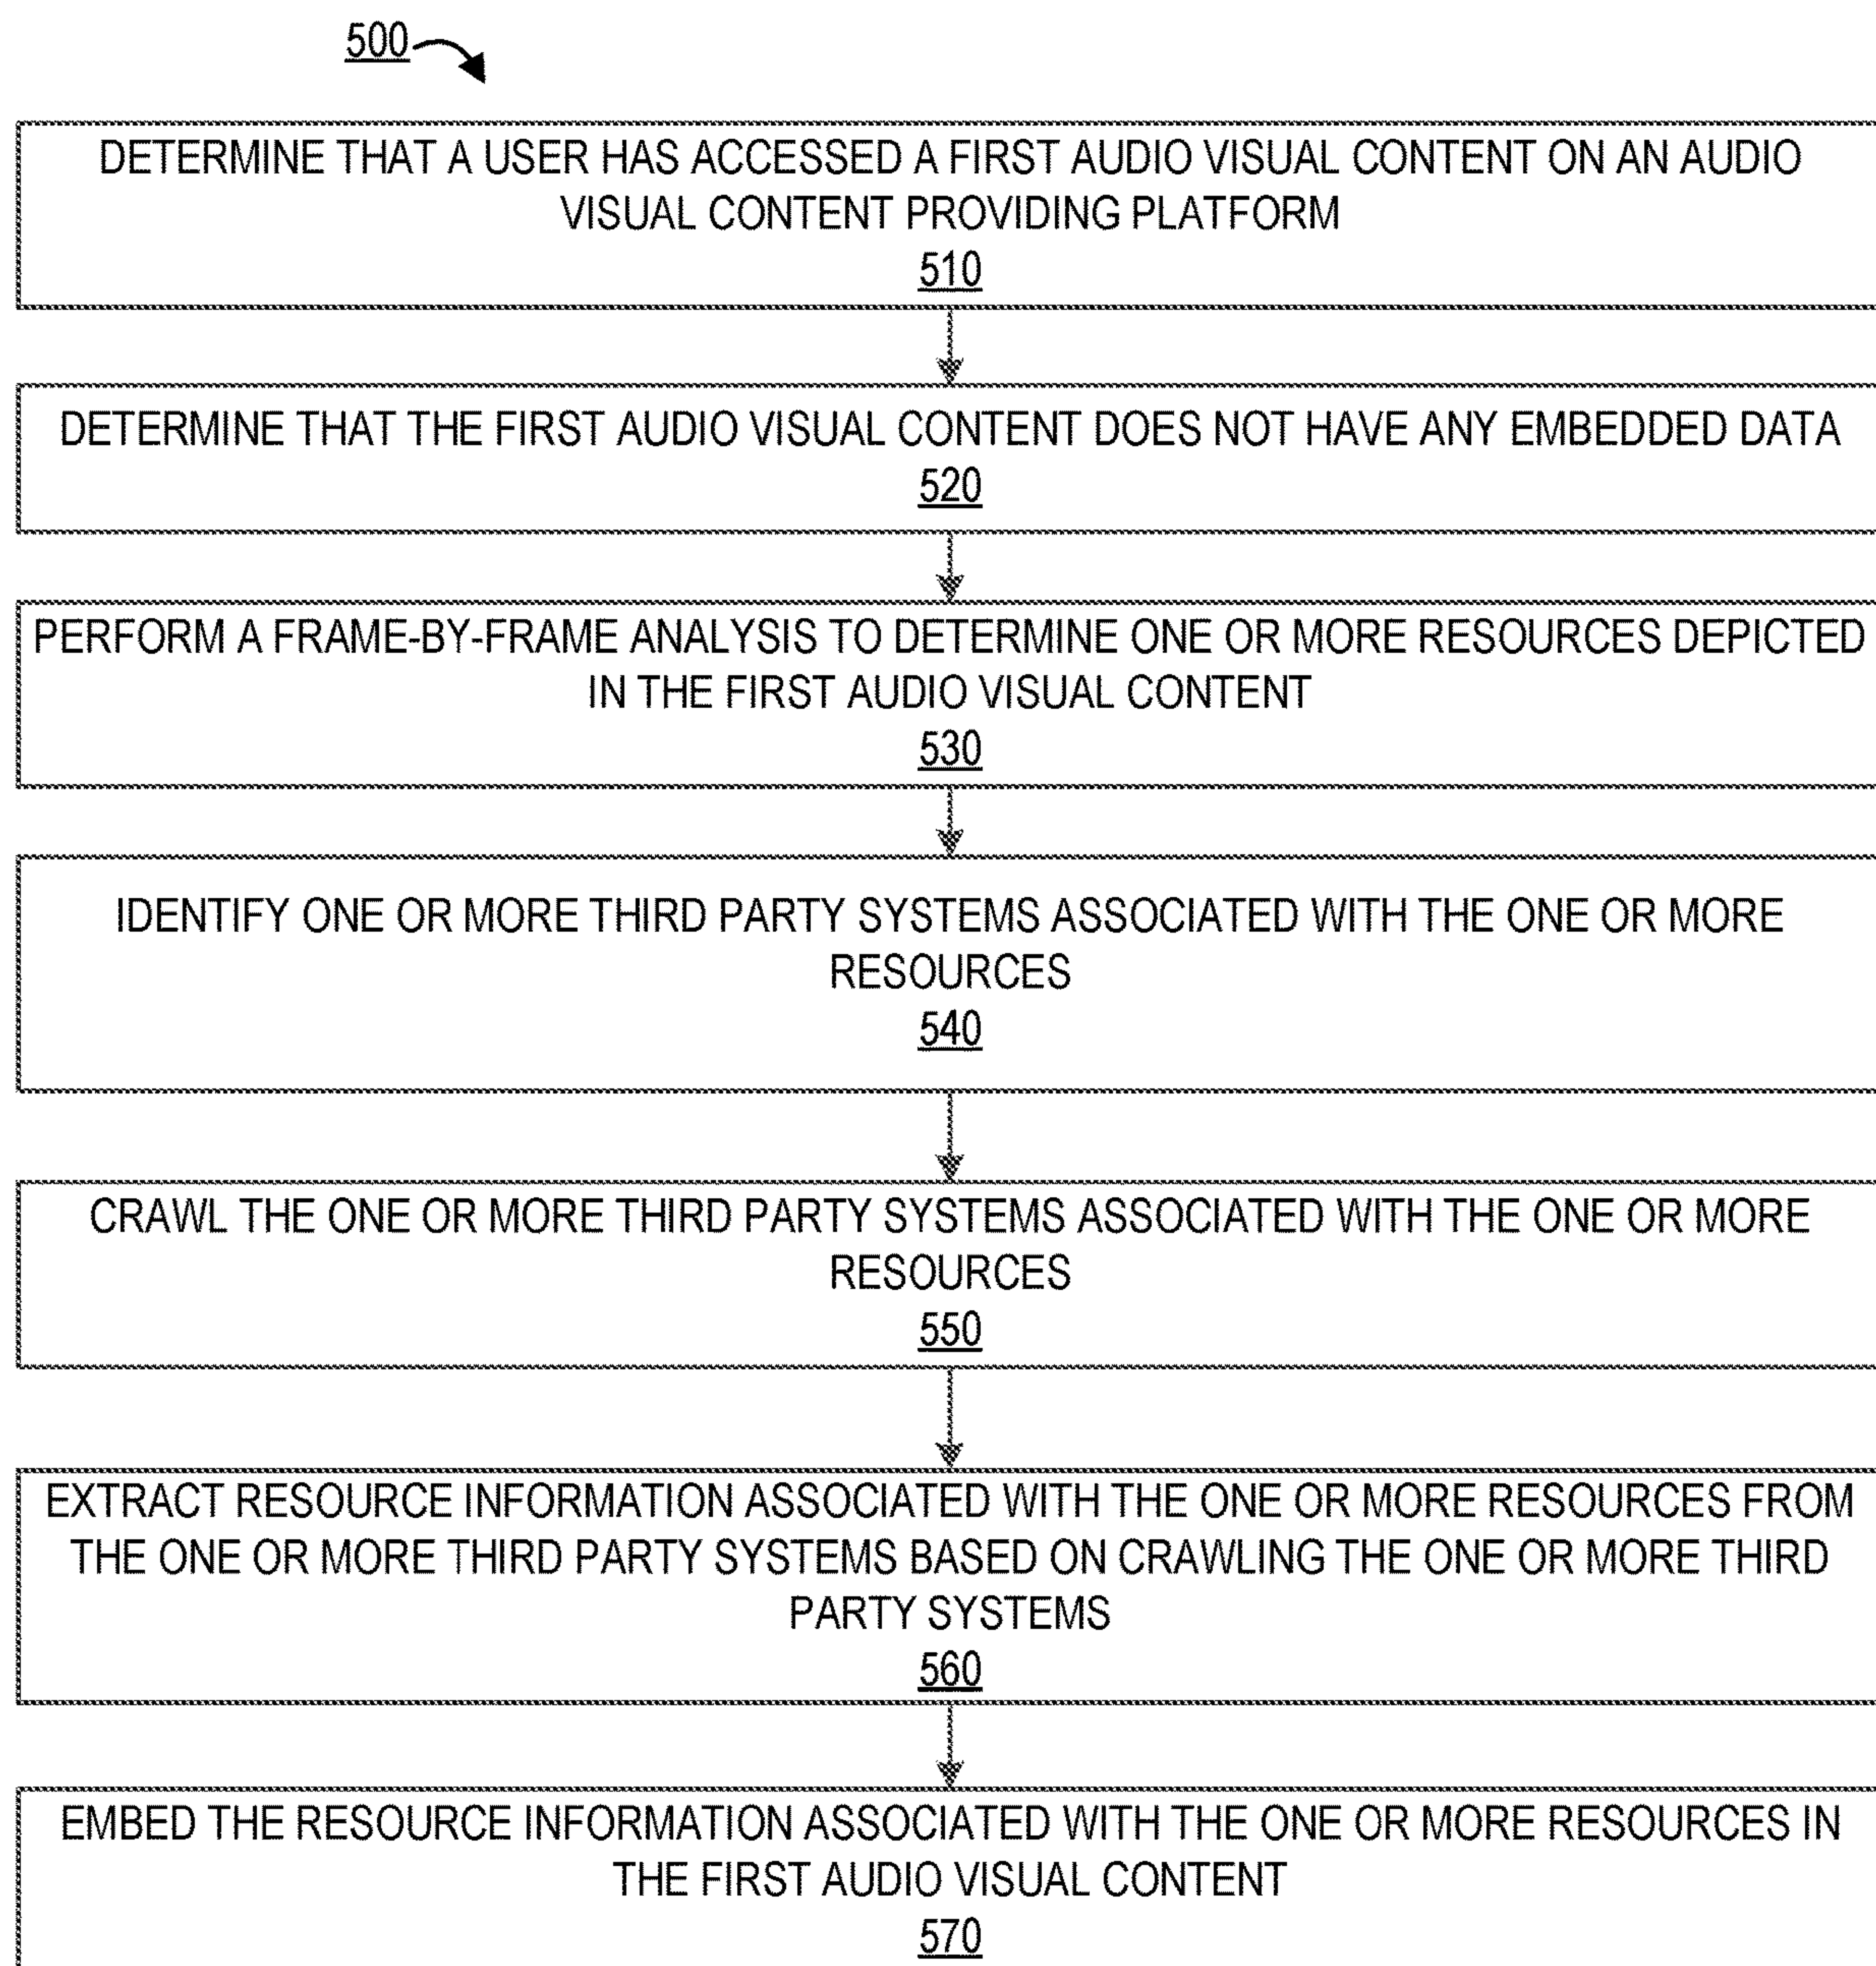 500
DETERMINE THAT A USER HAS ACCESSED A FIRST AUDIO VISUAL CONTENT ON AN AUDIO
VISUAL CONTENT PROVIDING PLATFORM
510
DETERMINE THAT THE FIRST AUDIO VISUAL CONTENT DOES NOT HAVE ANY EMBEDDED DATA
520
PERFORM A FRAME-BY-FRAME ANALYSIS TO DETERMINE ONE OR MORE RESOURCES DEPICTED
IN THE FIRST AUDIO VISUAL CONTENT
530
IDENTIFY ONE OR MORE THIRD PARTY SYSTEMS ASSOCIATED WITH THE ONE OR MORE
RESOURCES
540
CRAWL THE ONE OR MORE THIRD PARTY SYSTEMS ASSOCIATED WITH THE ONE OR MORE
RESOURCES
550
EXTRACT RESOURCE INFORMATION ASSOCIATED WITH THE ONE OR MORE RESOURCES FROM
THE ONE OR MORE THIRD PARTY SYSTEMS BASED ON CRAWLING THE ONE OR MORE THIRD
PARTY SYSTEMS
560
EMBED THE RESOURCE INFORMATION ASSOCIATED WITH THE ONE OR MORE RESOURCES IN
THE FIRST AUDIO VISUAL CONTENT
570